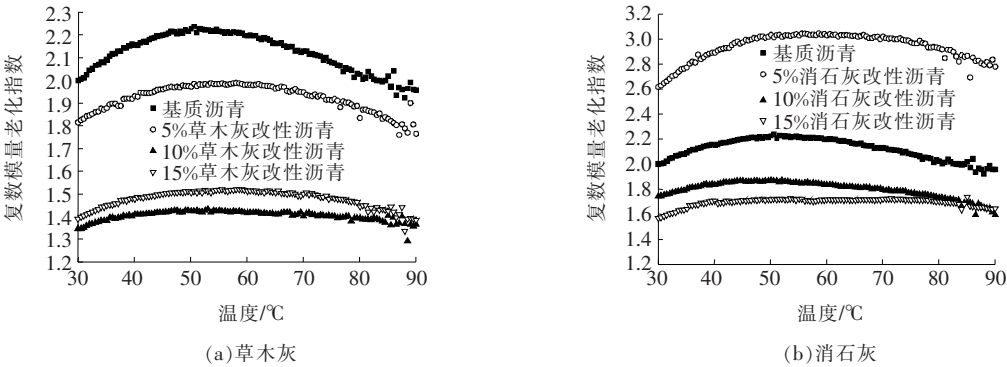 复数模量老化指数
2.3
2.2
2.1
2.0
1.9
1.8
1.7
1.6
1.5
1.4
1.3
1.2
基质沥青
5%草木灰改性沥青
10%草木灰改性沥青
15%草木灰改性沥青
30 40 50 60 70 80 90
温度/℃
(a)草木灰
复数模量老化指数
3.2
3.0
2.8
2.6
2.4
2.2
2.0
1.8
1.6
1.4
1.2
基质沥青
5%消石灰改性沥青
10%消石灰改性沥青
15%消石灰改性沥青
30 40 50 60 70 80 90
温度/℃
(b)消石灰